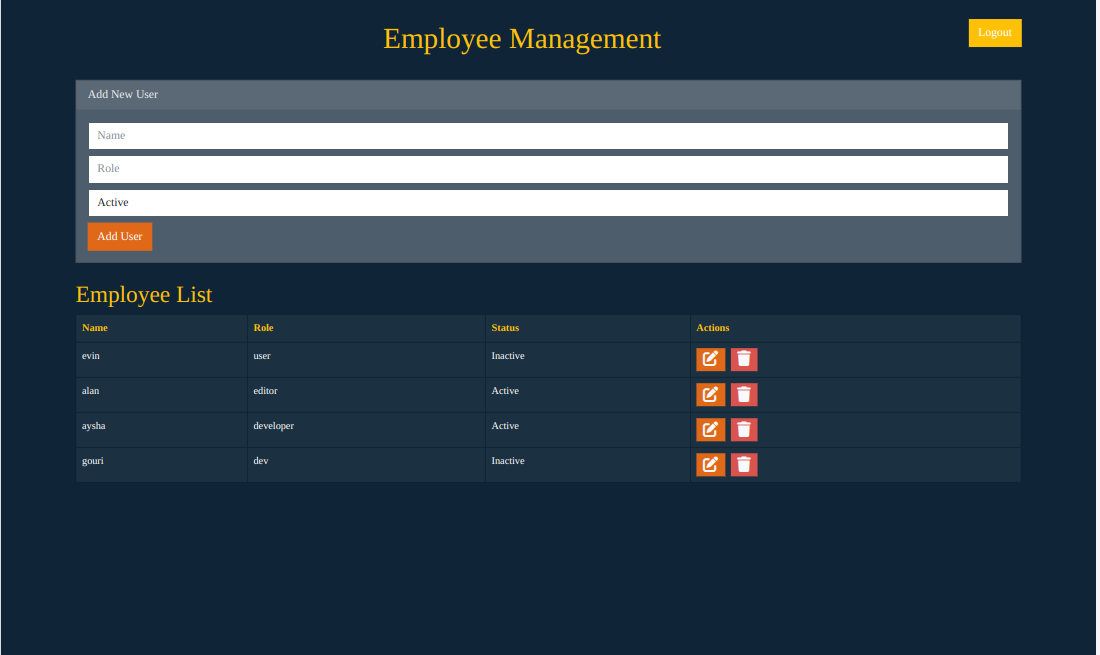 Employee Management
Logout
Add New User
Name
Role
Active
Add User
Employee List
Name Role Status Actions
evin user Inactive
alan editor Active
aysha developer Active
gouri dev Inactive